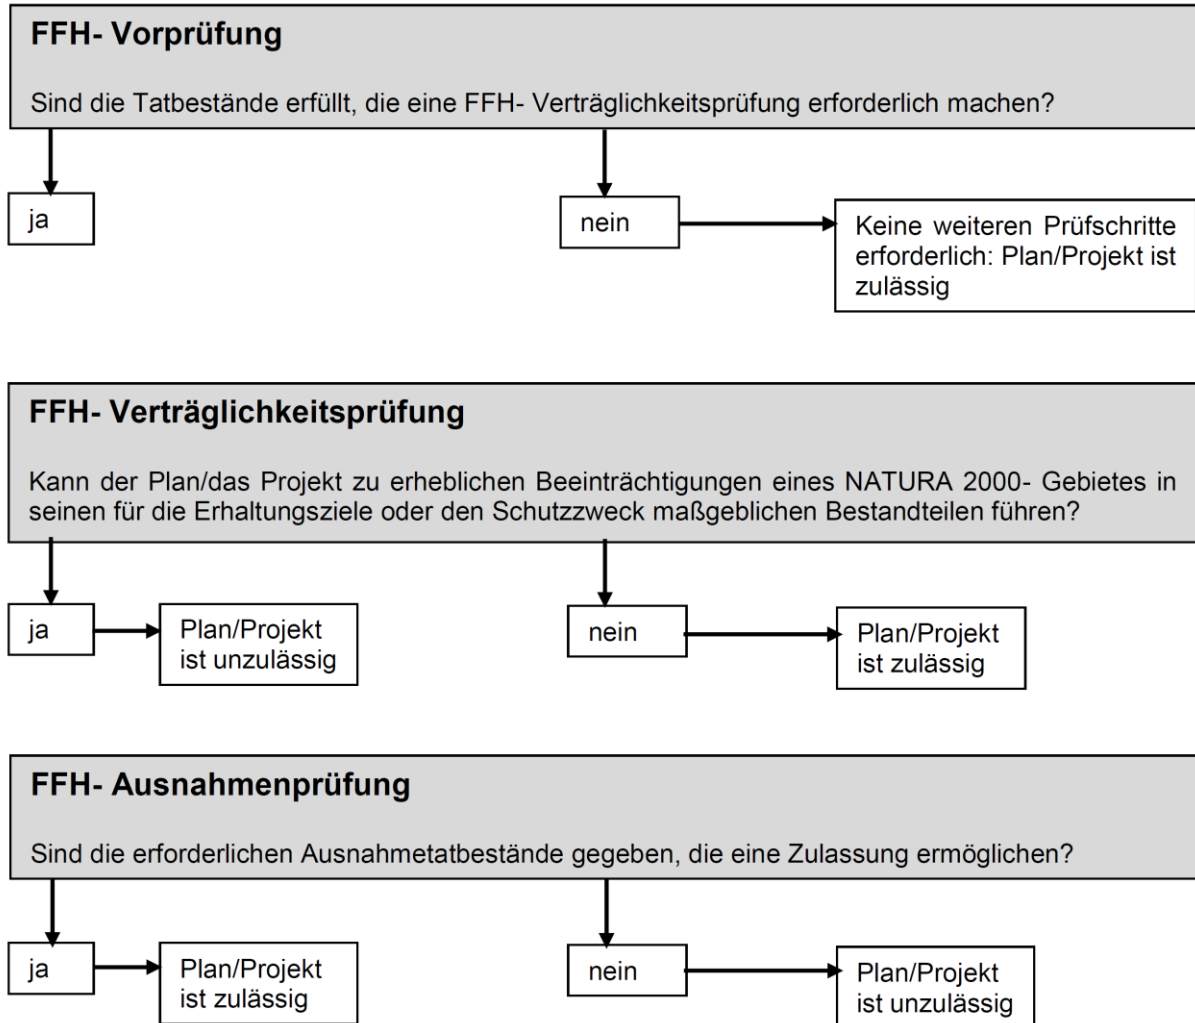 FFH- Vorprüfung
Sind die Tatbestände erfüllt, die eine FFH- Verträglichkeitsprüfung erforderlich machen?
ja
nein
Keine weiteren Prüfschritte
erforderlich: Plan/Projekt ist
zulässig
FFH- Verträglichkeitsprüfung
Kann der Plan/das Projekt zu erheblichen Beeinträchtigungen eines NATURA 2000- Gebietes in
seinen für die Erhaltungsziele oder den Schutzzweck maßgeblichen Bestandteilen führen?
ja
Plan/Projekt
ist unzulässig
nein
Plan/Projekt
ist zulässig
FFH- Ausnahmenprüfung
Sind die erforderlichen Ausnahmetatbestände gegeben, die eine Zulassung ermöglichen?
ja
Plan/Projekt
ist zulässig
nein
Plan/Projekt
ist unzulässig